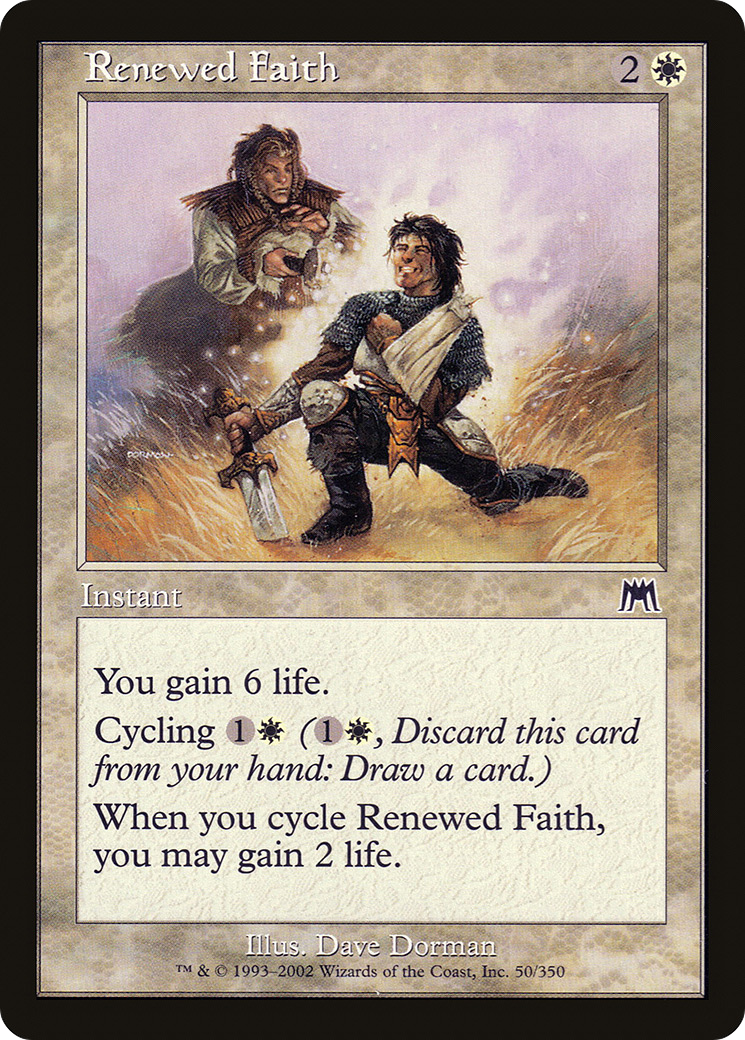 Renewed Faith 2
DORMAN
Instant
You gain 6 life.
Cycling 1 (1, Discard this card
from your hand: Draw a card.)
When you cycle Renewed Faith,
you may gain 2 life.
Illus. Dave Dorman
™ & © 1993–2002 Wizards of the Coast, Inc. 50/350